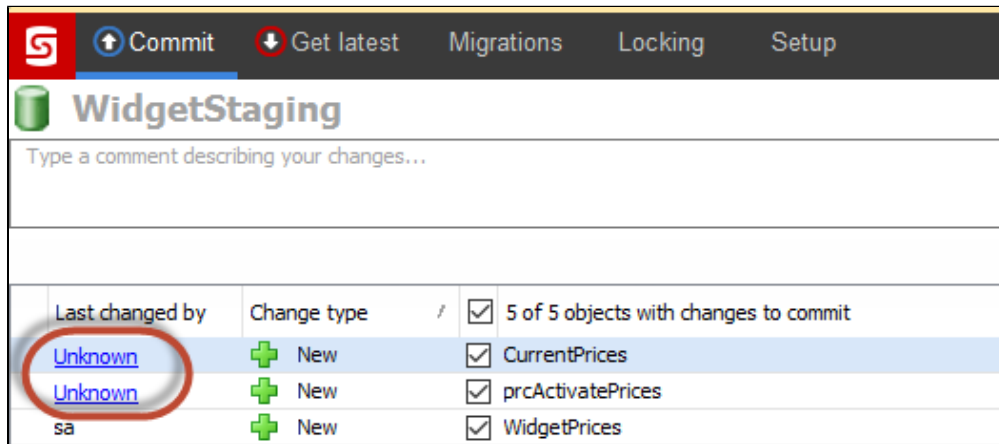 Commit Get latest Migrations Locking Setup
WidgetStaging
Type a comment describing your changes...
Last changed by Change type 5 of 5 objects with changes to commit
Unknown New CurrentPrices
Unknown New prcActivatePrices
sa New WidgetPrices